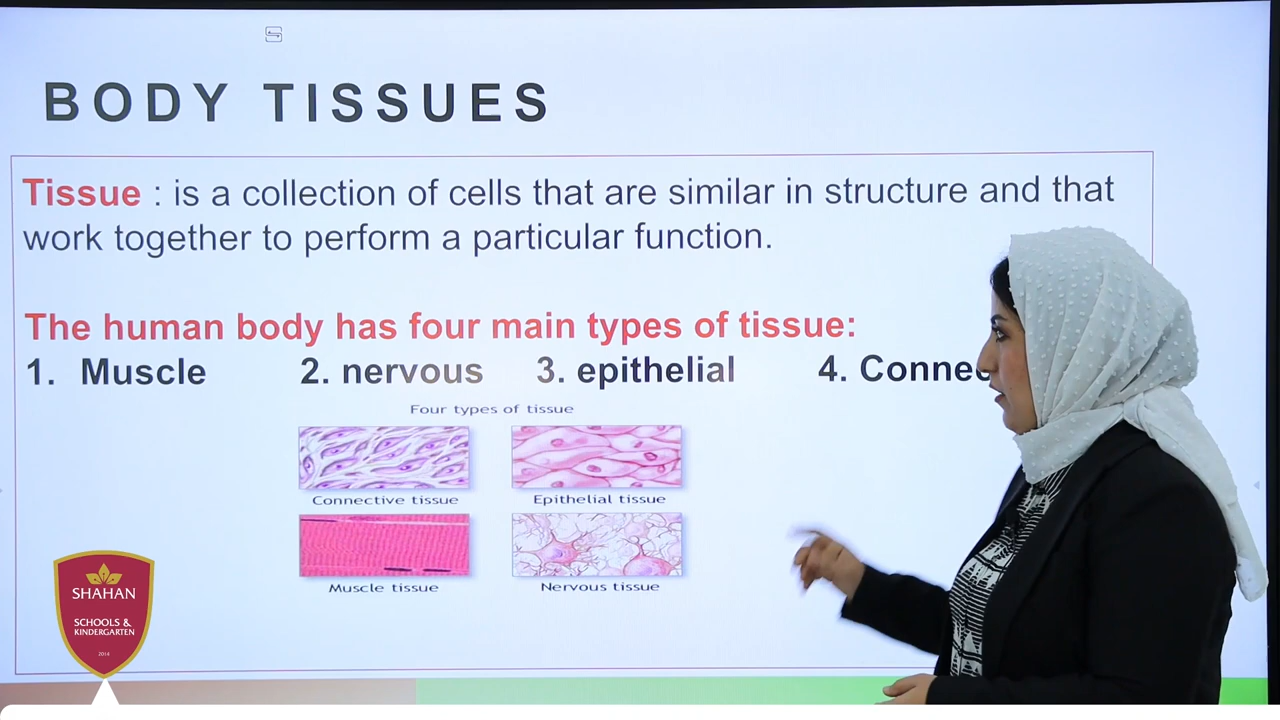 BODY TISSUES
Tissue : is a collection of cells that are similar in structure and that
work together to perform a particular function.
The human body has four main types of tissue:
1. Muscle 2. nervous 3. epithelial 4. Connec
Four types of tissue
Connective tissue Epithelial tissue
Muscle tissue Nervous tissue
SHAHAN
SCHOOLS &
KINDERGARTEN
2014